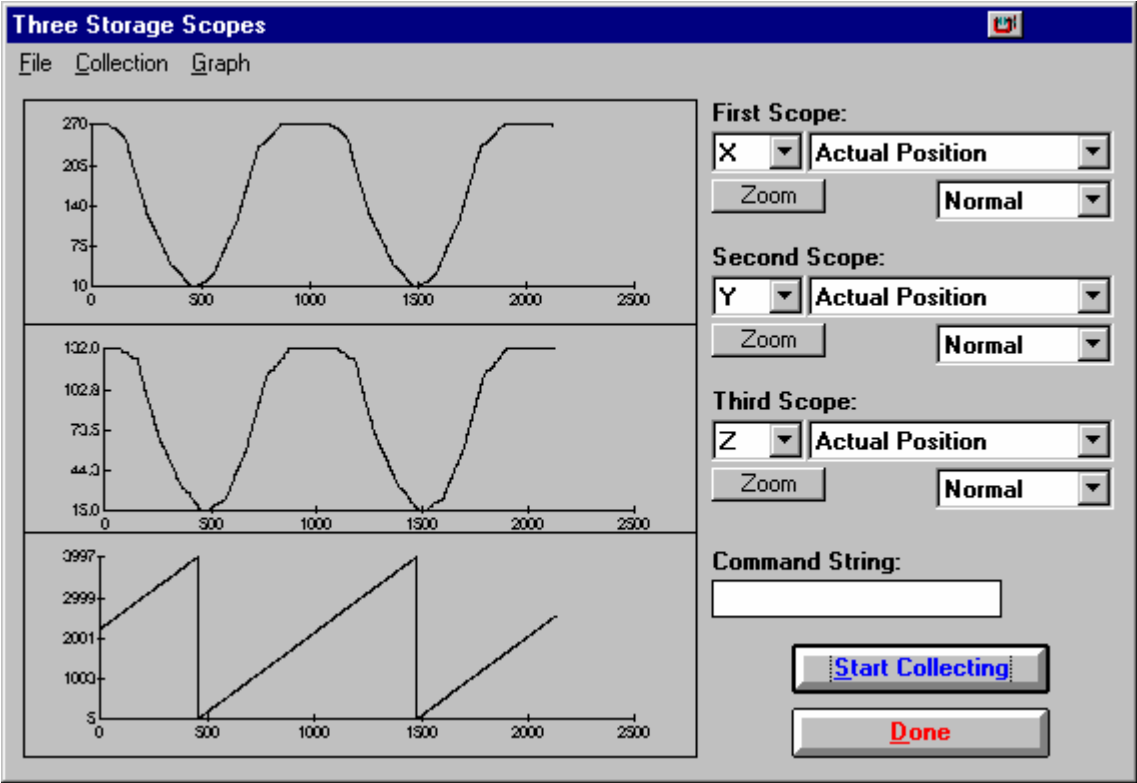 Three Storage Scopes
File Collection Graph
270
205
140
75
10
0 500 1000 1500 2000 2500
132.0
102.8
73.5
44.3
15.0
0 500 1000 1500 2000 2500
3997
2999
2001
1003
5
0 500 1000 1500 2000 2500
First Scope:
X Actual Position
Zoom Normal
Second Scope:
Y Actual Position
Zoom Normal
Third Scope:
Z Actual Position
Zoom Normal
Command String:
Start Collecting
Done